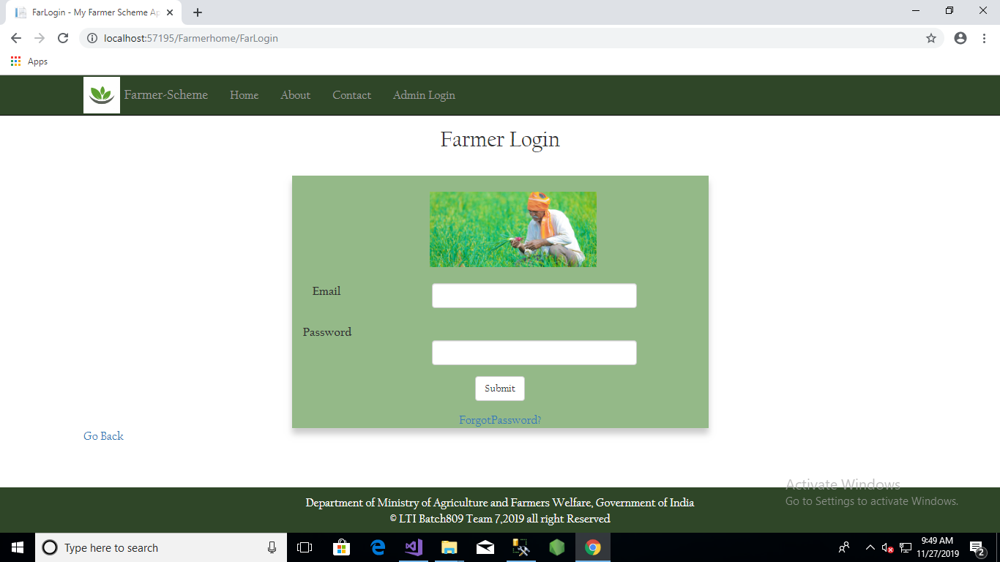 FarLogin - My Farmer Scheme Ap
localhost:57195/Farmerhome/FarLogin
Apps
Farmer-Scheme Home About Contact Admin Login
Farmer Login
Email
Password
Submit
ForgotPassword?
Go Back
Activate Windows
Go to Settings to activate Windows.
Department of Ministry of Agriculture and Farmers Welfare, Government of India
© LTI Batch809 Team 7,2019 all right Reserved
Type here to search
9:49 AM
11/27/2019
2